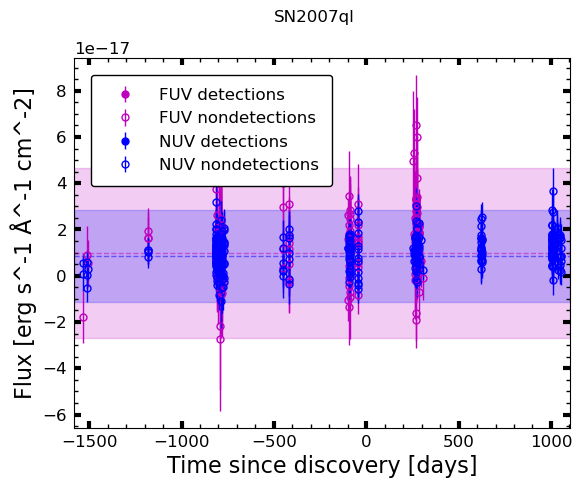 SN2007ql
1e−17
FUV detections
FUV nondetections
NUV detections
NUV nondetections
8
6
4
2
0
−2
−4
−6
Flux [erg s^-1 Å^-1 cm^-2]
−1500 −1000 −500 0 500 1000
Time since discovery [days]